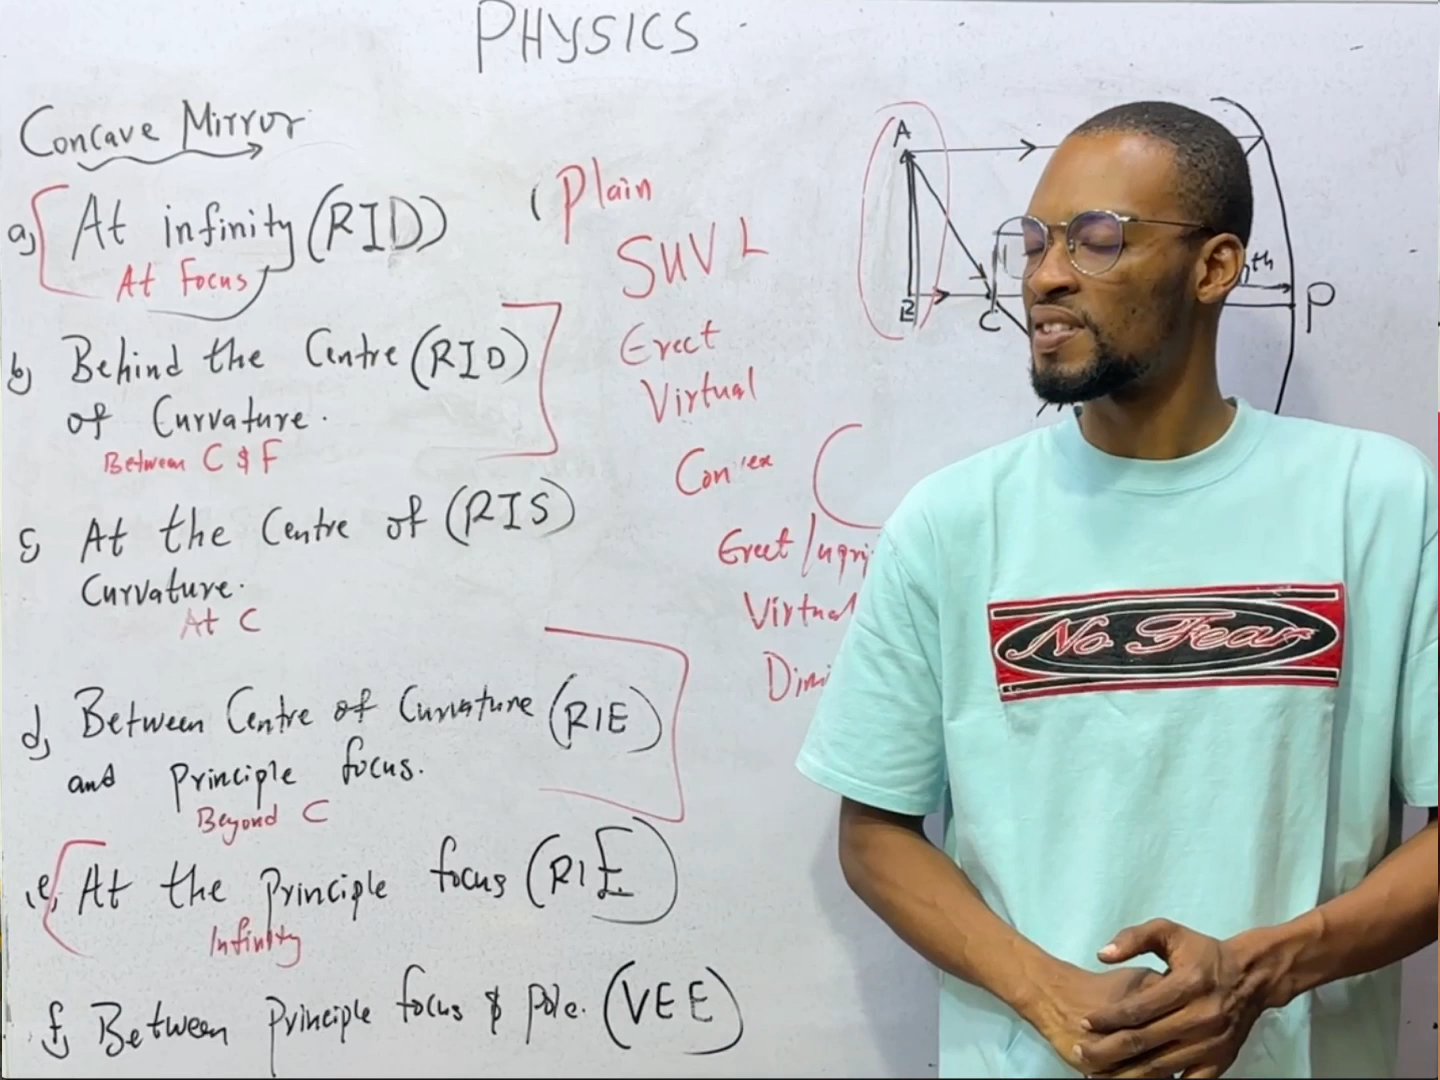 PHYSICS
Concave Mirror
a, At infinity (RID)
At Focus
b, Behind the Centre (RID)
of Curvature.
Between C & F
c, At the Centre of (RIS)
Curvature.
At C
d, Between Centre of Curvature (RIE)
and Principle focus.
Beyond C
e, At the Principle focus (RIE)
Infinity
f, Between Principle focus & Pole. (VEE)
Plain
Erect
Virtual
Convex
Erect/upri
Virtual
Dimi
A
B
C
P
No Fear